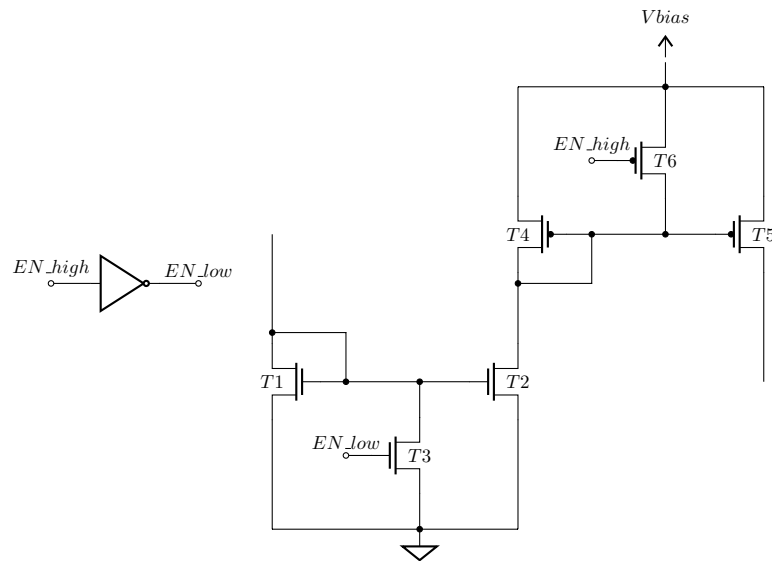 Vbias
EN_high
T6
T4
T5
EN_high
EN_low
T1
T2
EN_low
T3